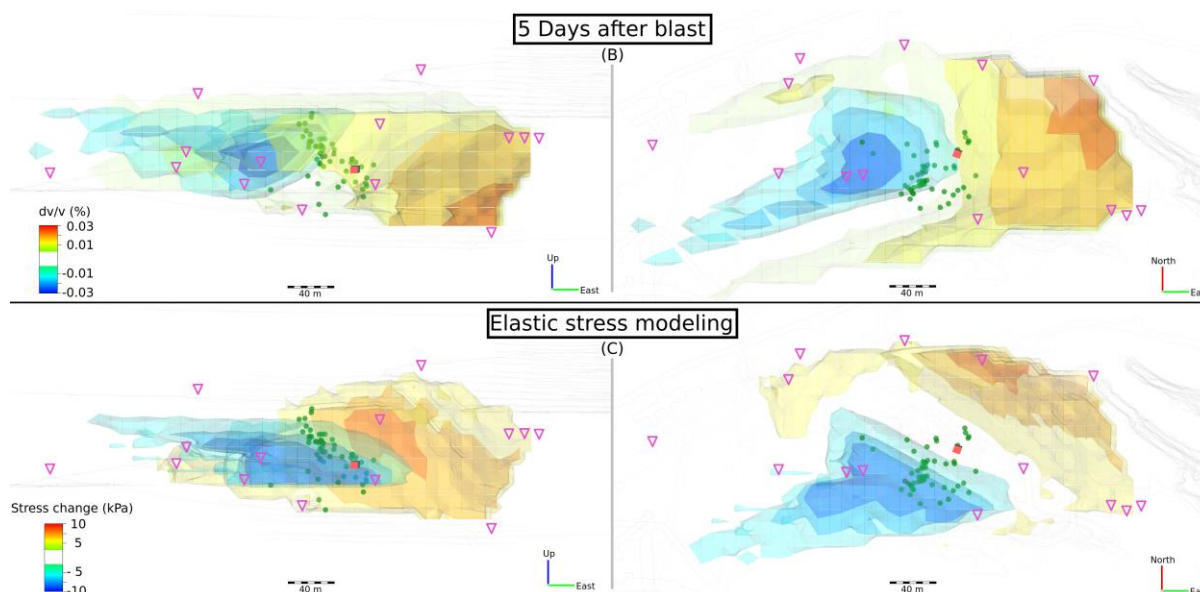 5 Days after blast
(B)
dv/v (%)
0.03
0.01
-0.01
-0.03
Up
East
40 m
North
40 m
Elastic stress modeling
(C)
Stress change (kPa)
10
5
- 5
-10
Up
East
40 m
North
40 m